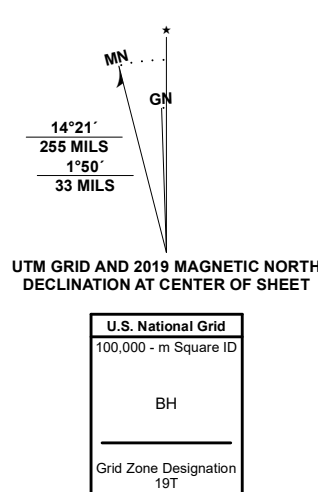 ★
MN
GN
14°21´
255 MILS
1°50´
33 MILS
UTM GRID AND 2019 MAGNETIC NORTH
DECLINATION AT CENTER OF SHEET
U.S. National Grid
100,000 - m Square ID
BH
Grid Zone Designation
19T